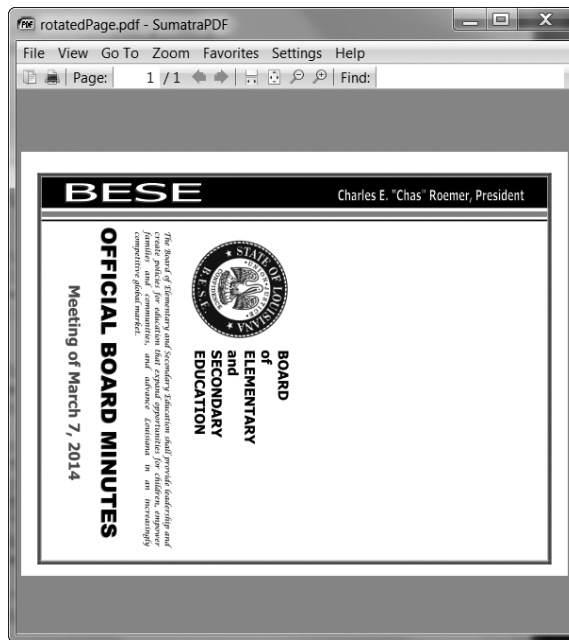 rotatedPage.pdf - SumatraPDF
File View Go To Zoom Favorites Settings Help
Page: 1 / 1 Find:
BESE
Charles E. "Chas" Roemer, President
STATE OF LOUISIANA
B.E.S.E.
UNION JUSTICE
CONFIDENCE
BOARD
of
ELEMENTARY
and
SECONDARY
EDUCATION
The Board of Elementary and Secondary Education shall provide leadership and
create policies for education that expand opportunities for children, empower
families and communities, and advance Louisiana in an increasingly
competitive global market.
OFFICIAL BOARD MINUTES
Meeting of March 7, 2014